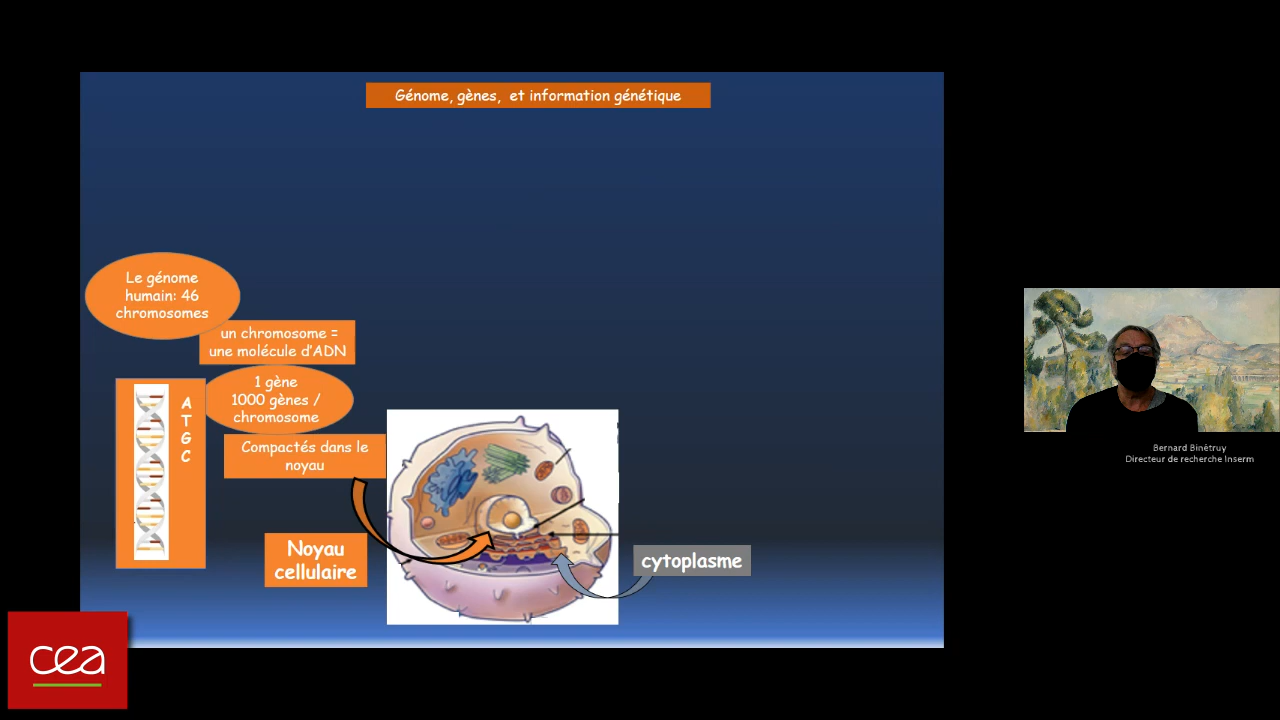 Génome, gènes, et information génétique
Le génome
humain: 46
chromosomes
un chromosome =
une molécule d'ADN
1 gène
1000 gènes /
chromosome
A
T
G
C
Compactés dans le
noyau
Noyau
cellulaire
cytoplasme
Bernard Binétruy
Directeur de recherche Inserm
cea